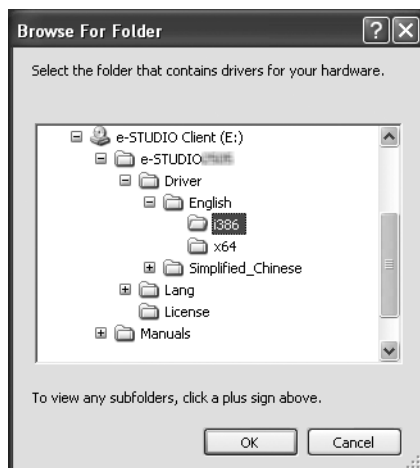 Browse For Folder
Select the folder that contains drivers for your hardware.
e-STUDIO Client (E:)
e-STUDIO
Driver
English
i386
x64
Simplified_Chinese
Lang
License
Manuals
To view any subfolders, click a plus sign above.
OK Cancel